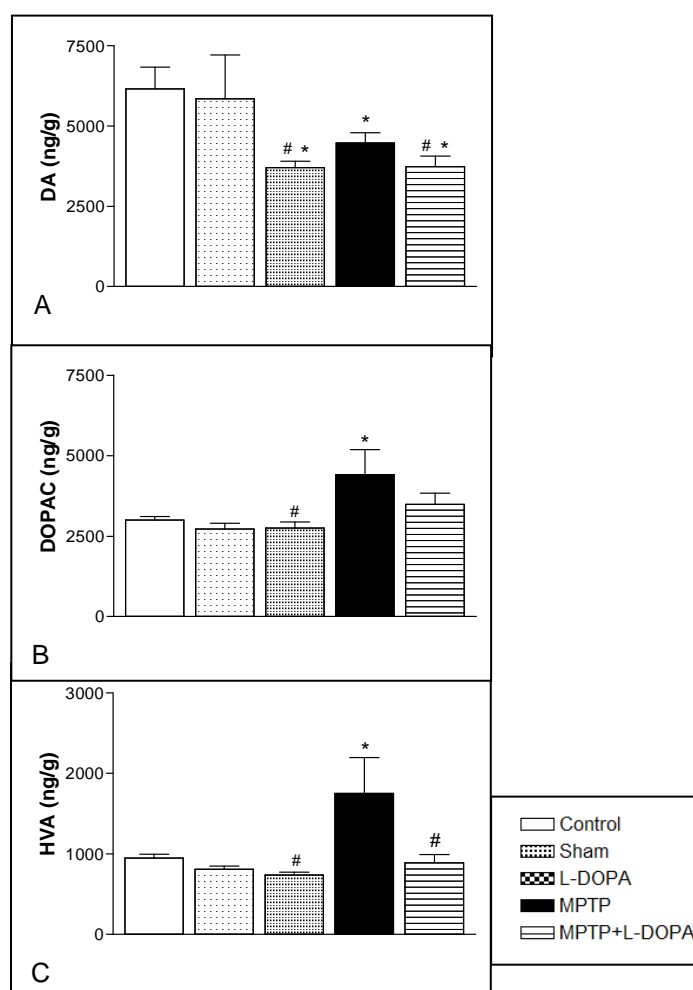 7500
5000
2500
0
DA (ng/g)
# *
*
# *
A
7500
5000
2500
0
DOPAC (ng/g)
#
*
B
3000
2000
1000
0
HVA (ng/g)
#
*
#
C
Control
Sham
L-DOPA
MPTP
MPTP+L-DOPA